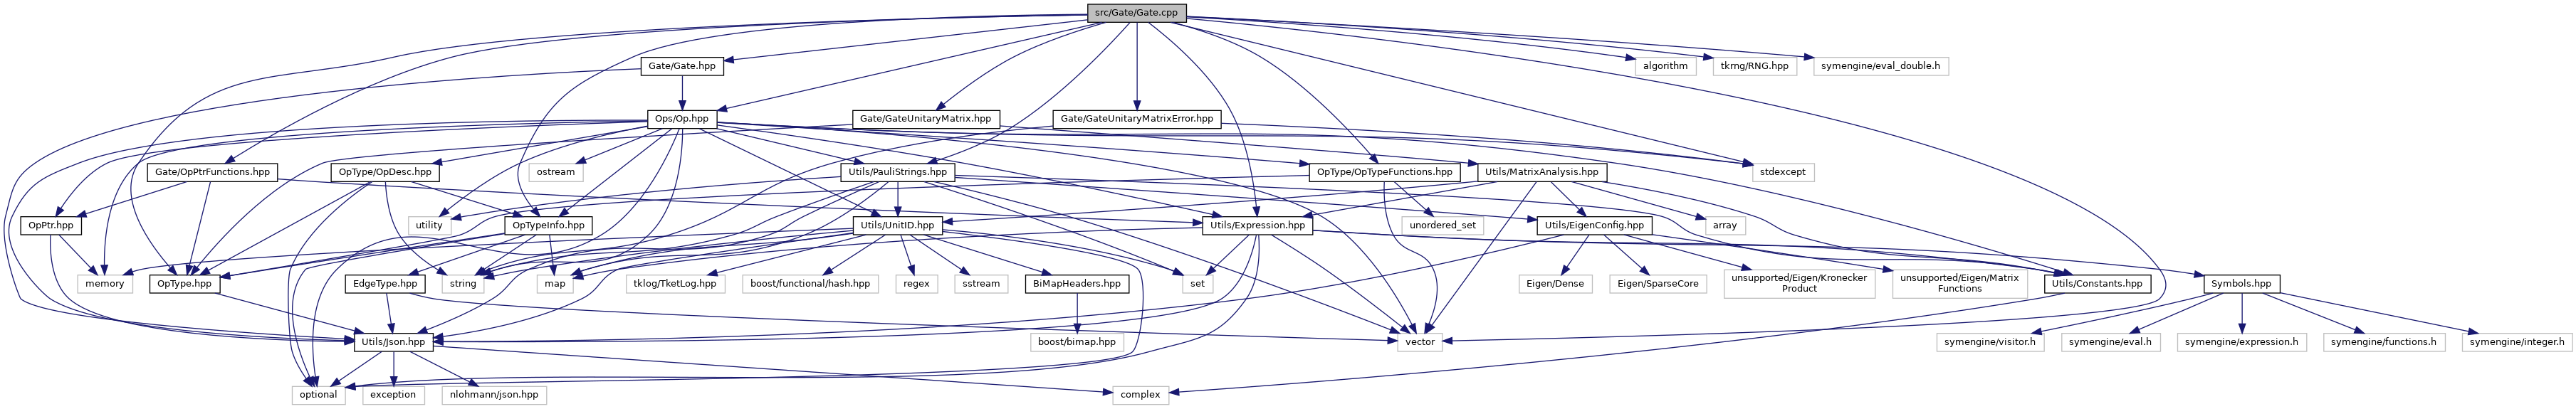 src/Gate/Gate.cpp
Gate/Gate.hpp
algorithm
tkrng/RNG.hpp
symengine/eval_double.h
Ops/Op.hpp
Gate/GateUnitaryMatrix.hpp
Gate/GateUnitaryMatrixError.hpp
Gate/OpPtrFunctions.hpp
OpType/OpDesc.hpp
ostream
Utils/PauliStrings.hpp
OpType/OpTypeFunctions.hpp
Utils/MatrixAnalysis.hpp
stdexcept
OpPtr.hpp
utility
OpTypeInfo.hpp
Utils/UnitID.hpp
Utils/Expression.hpp
unordered_set
Utils/EigenConfig.hpp
array
memory
OpType.hpp
EdgeType.hpp
string
map
tklog/TketLog.hpp
boost/functional/hash.hpp
regex
sstream
BiMapHeaders.hpp
set
Eigen/Dense
Eigen/SparseCore
unsupported/Eigen/Kronecker
Product
unsupported/Eigen/Matrix
Functions
Utils/Constants.hpp
Symbols.hpp
Utils/Json.hpp
boost/bimap.hpp
vector
symengine/visitor.h
symengine/eval.h
symengine/expression.h
symengine/functions.h
symengine/integer.h
optional
exception
nlohmann/json.hpp
complex